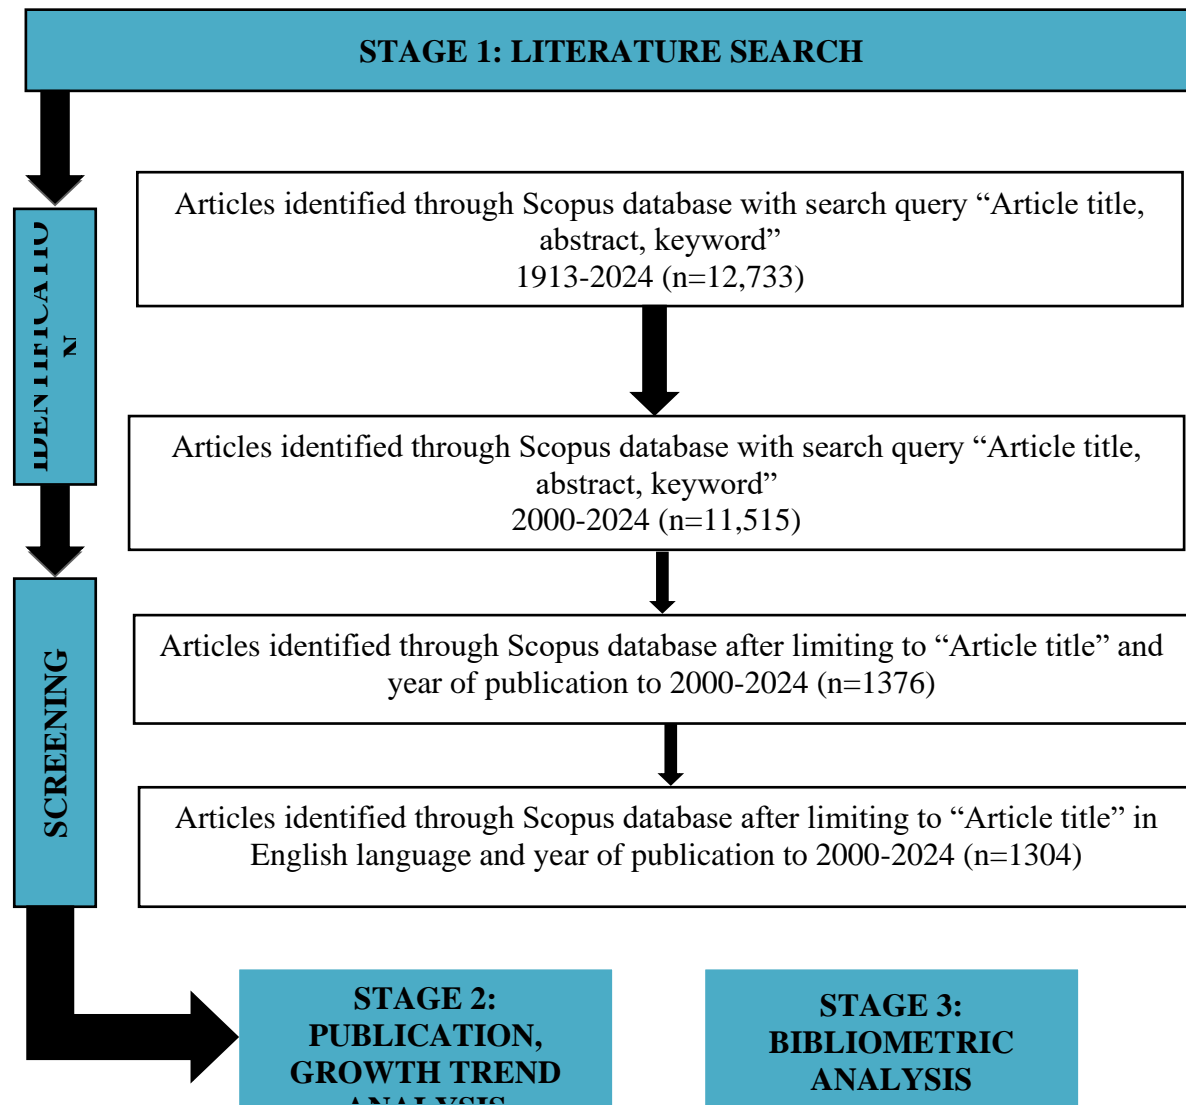 STAGE 1: LITERATURE SEARCH
Articles identified through Scopus database with search query “Article title,
abstract, keyword”
1913-2024 (n=12,733)
IDENTIFICATIO
N
Articles identified through Scopus database with search query “Article title,
abstract, keyword”
2000-2024 (n=11,515)
SCREENING
Articles identified through Scopus database after limiting to “Article title” and
year of publication to 2000-2024 (n=1376)
Articles identified through Scopus database after limiting to “Article title” in
English language and year of publication to 2000-2024 (n=1304)
STAGE 2:
PUBLICATION,
GROWTH TREND
ANALYSIS
STAGE 3:
BIBLIOMETRIC
ANALYSIS